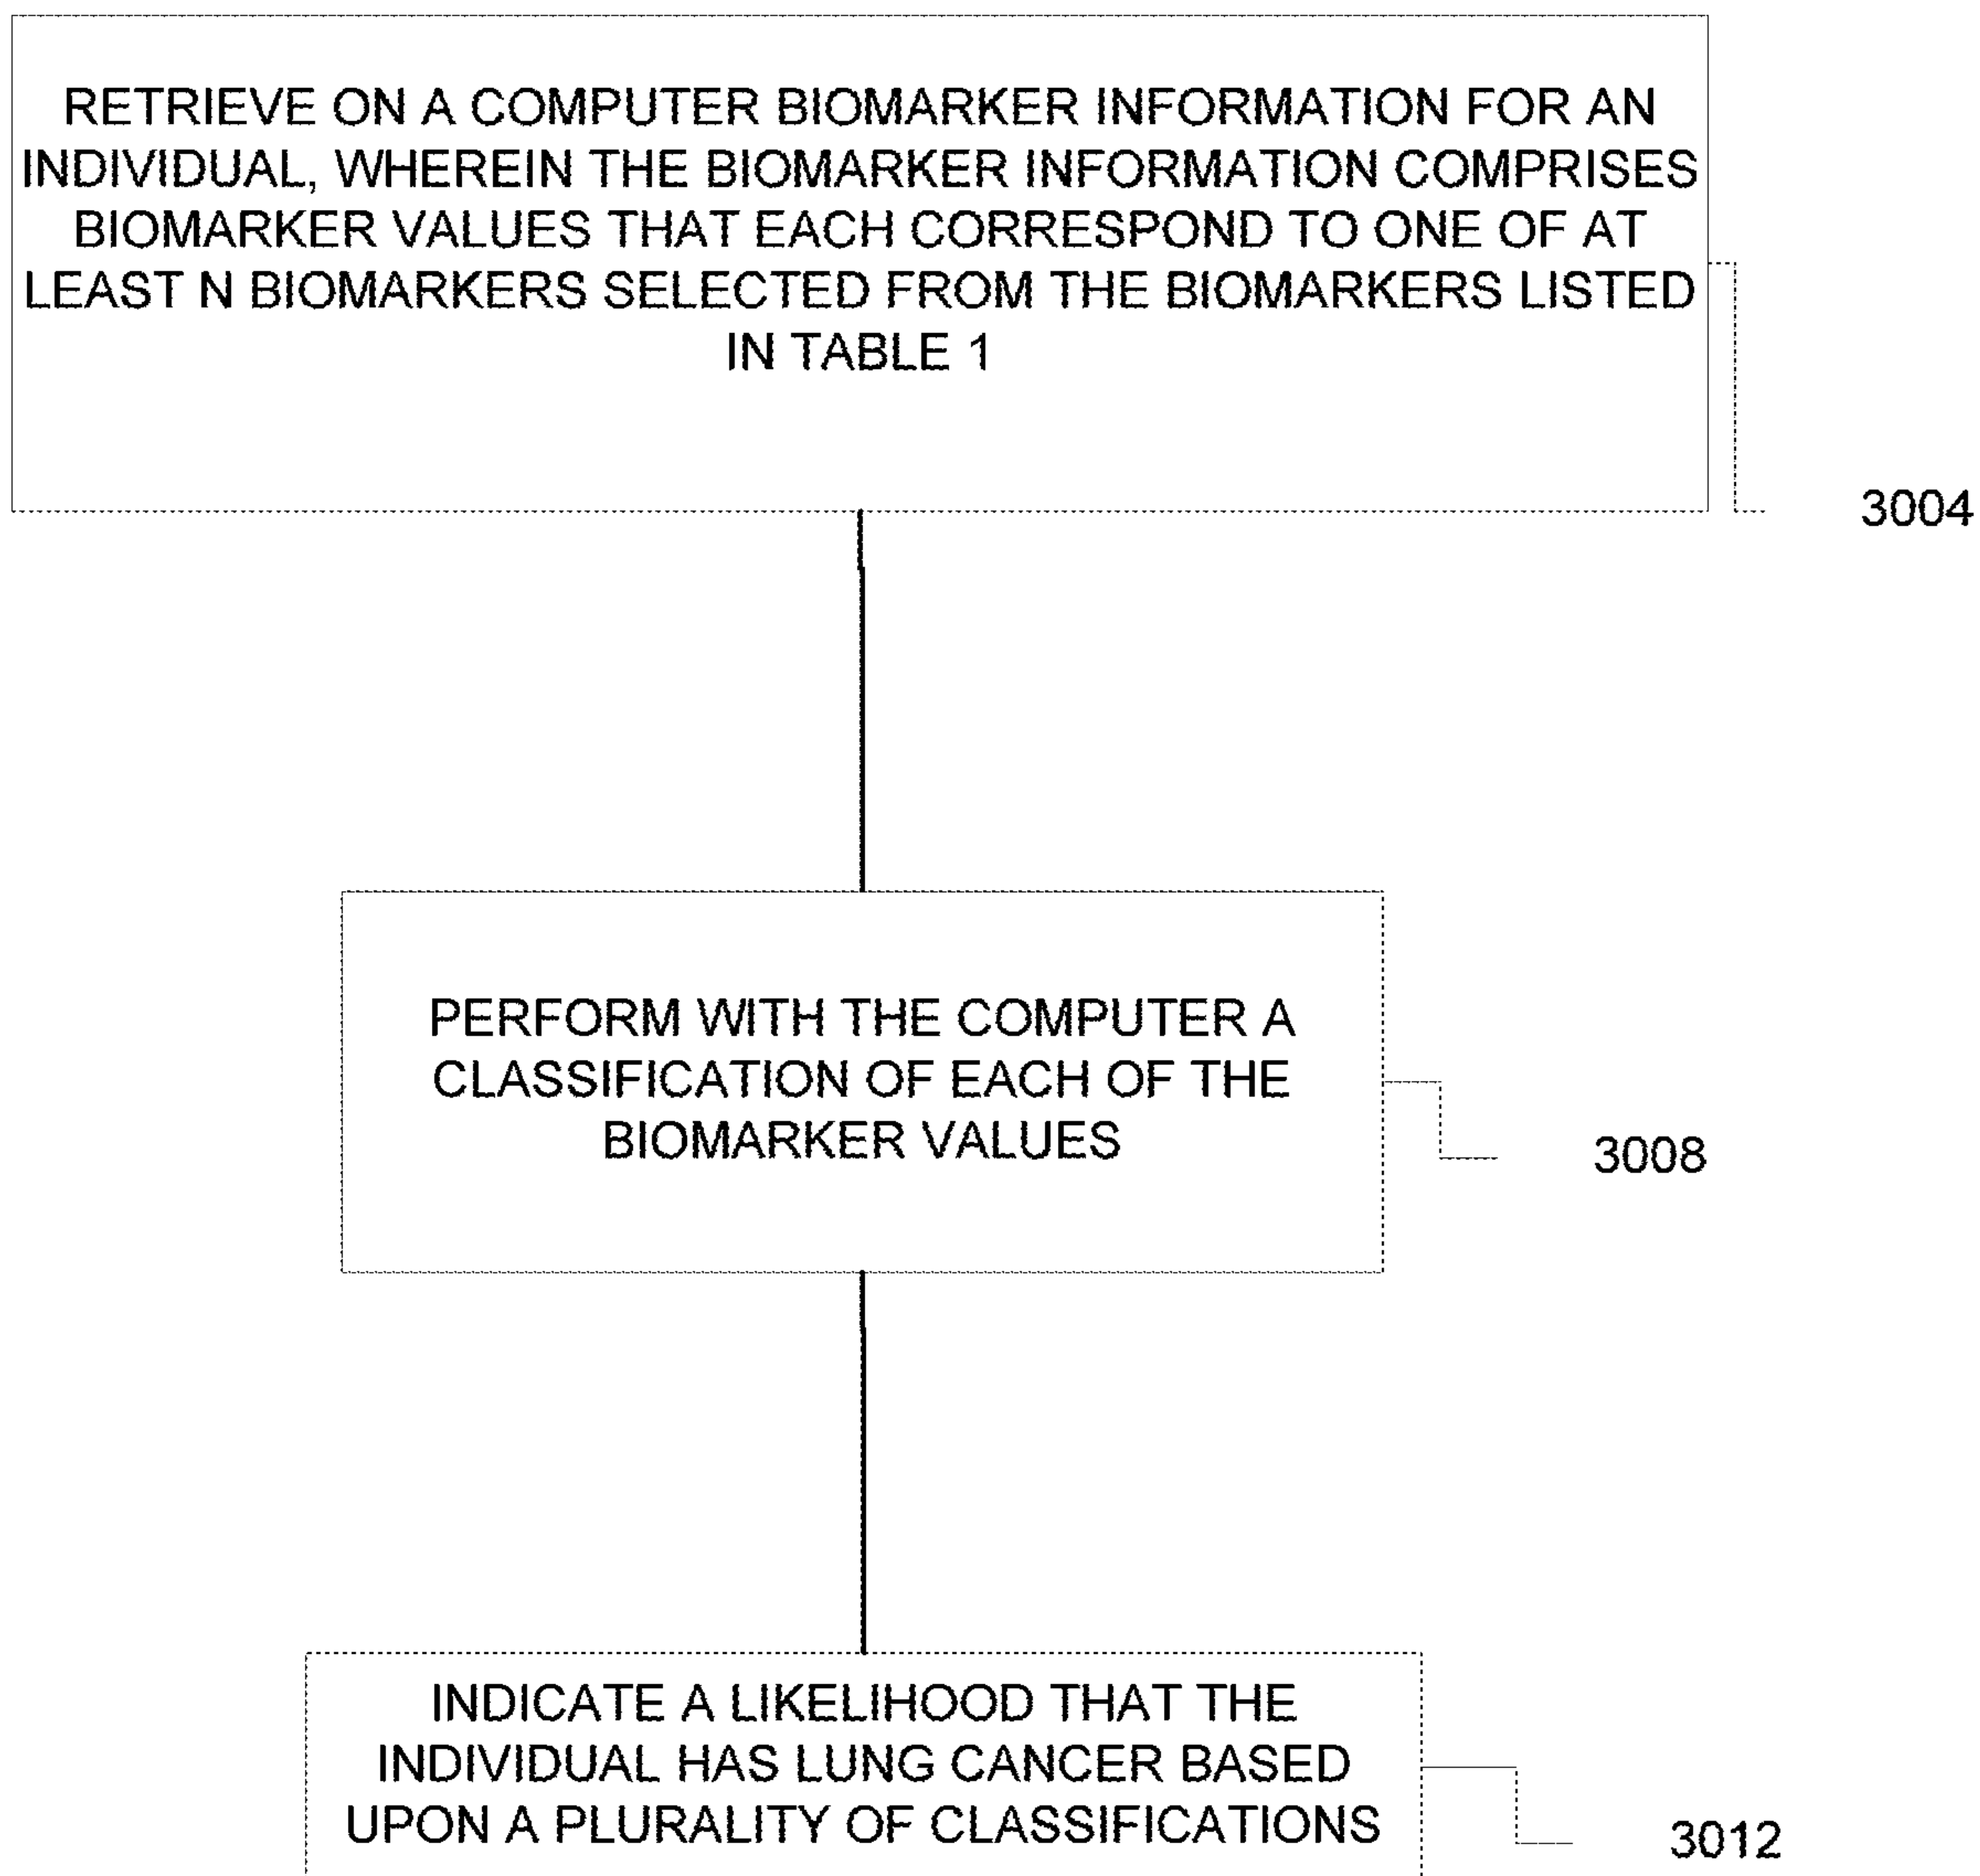 RETRIEVE ON A COMPUTER BIOMARKER INFORMATION FOR AN
INDIVIDUAL, WHEREIN THE BIOMARKER INFORMATION COMPRISES
BIOMARKER VALUES THAT EACH CORRESPOND TO ONE OF AT
LEAST N BIOMARKERS SELECTED FROM THE BIOMARKERS LISTED
IN TABLE 1
3004
PERFORM WITH THE COMPUTER A
CLASSIFICATION OF EACH OF THE
BIOMARKER VALUES
3008
INDICATE A LIKELIHOOD THAT THE
INDIVIDUAL HAS LUNG CANCER BASED
UPON A PLURALITY OF CLASSIFICATIONS
3012